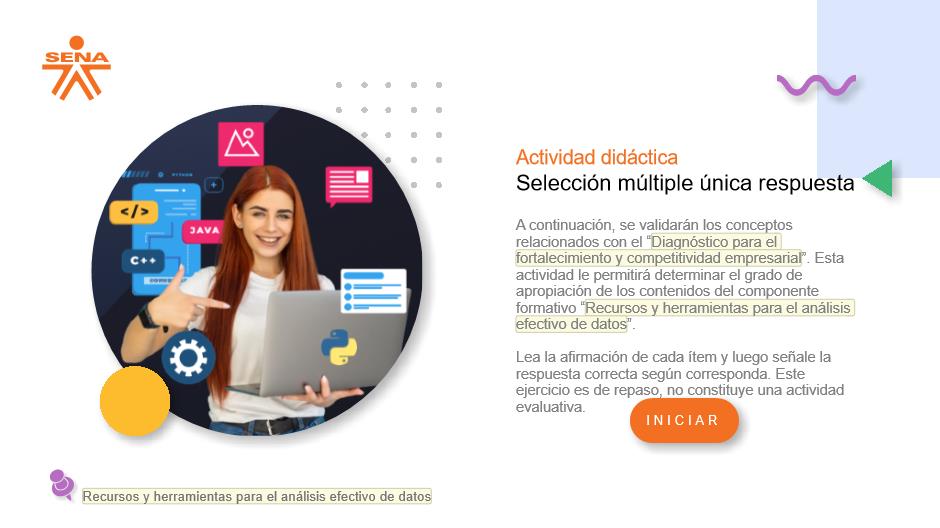 SENA
PYTHON
</>
JAVA
C++
Actividad didáctica
Selección múltiple única respuesta
A continuación, se validarán los conceptos
relacionados con el “Diagnóstico para el
fortalecimiento y competitividad empresarial”. Esta
actividad le permitirá determinar el grado de
apropiación de los contenidos del componente
formativo “Recursos y herramientas para el análisis
efectivo de datos”.
Lea la afirmación de cada ítem y luego señale la
respuesta correcta según corresponda. Este
ejercicio es de repaso, no constituye una actividad
evaluativa.
INICIAR
Recursos y herramientas para el análisis efectivo de datos